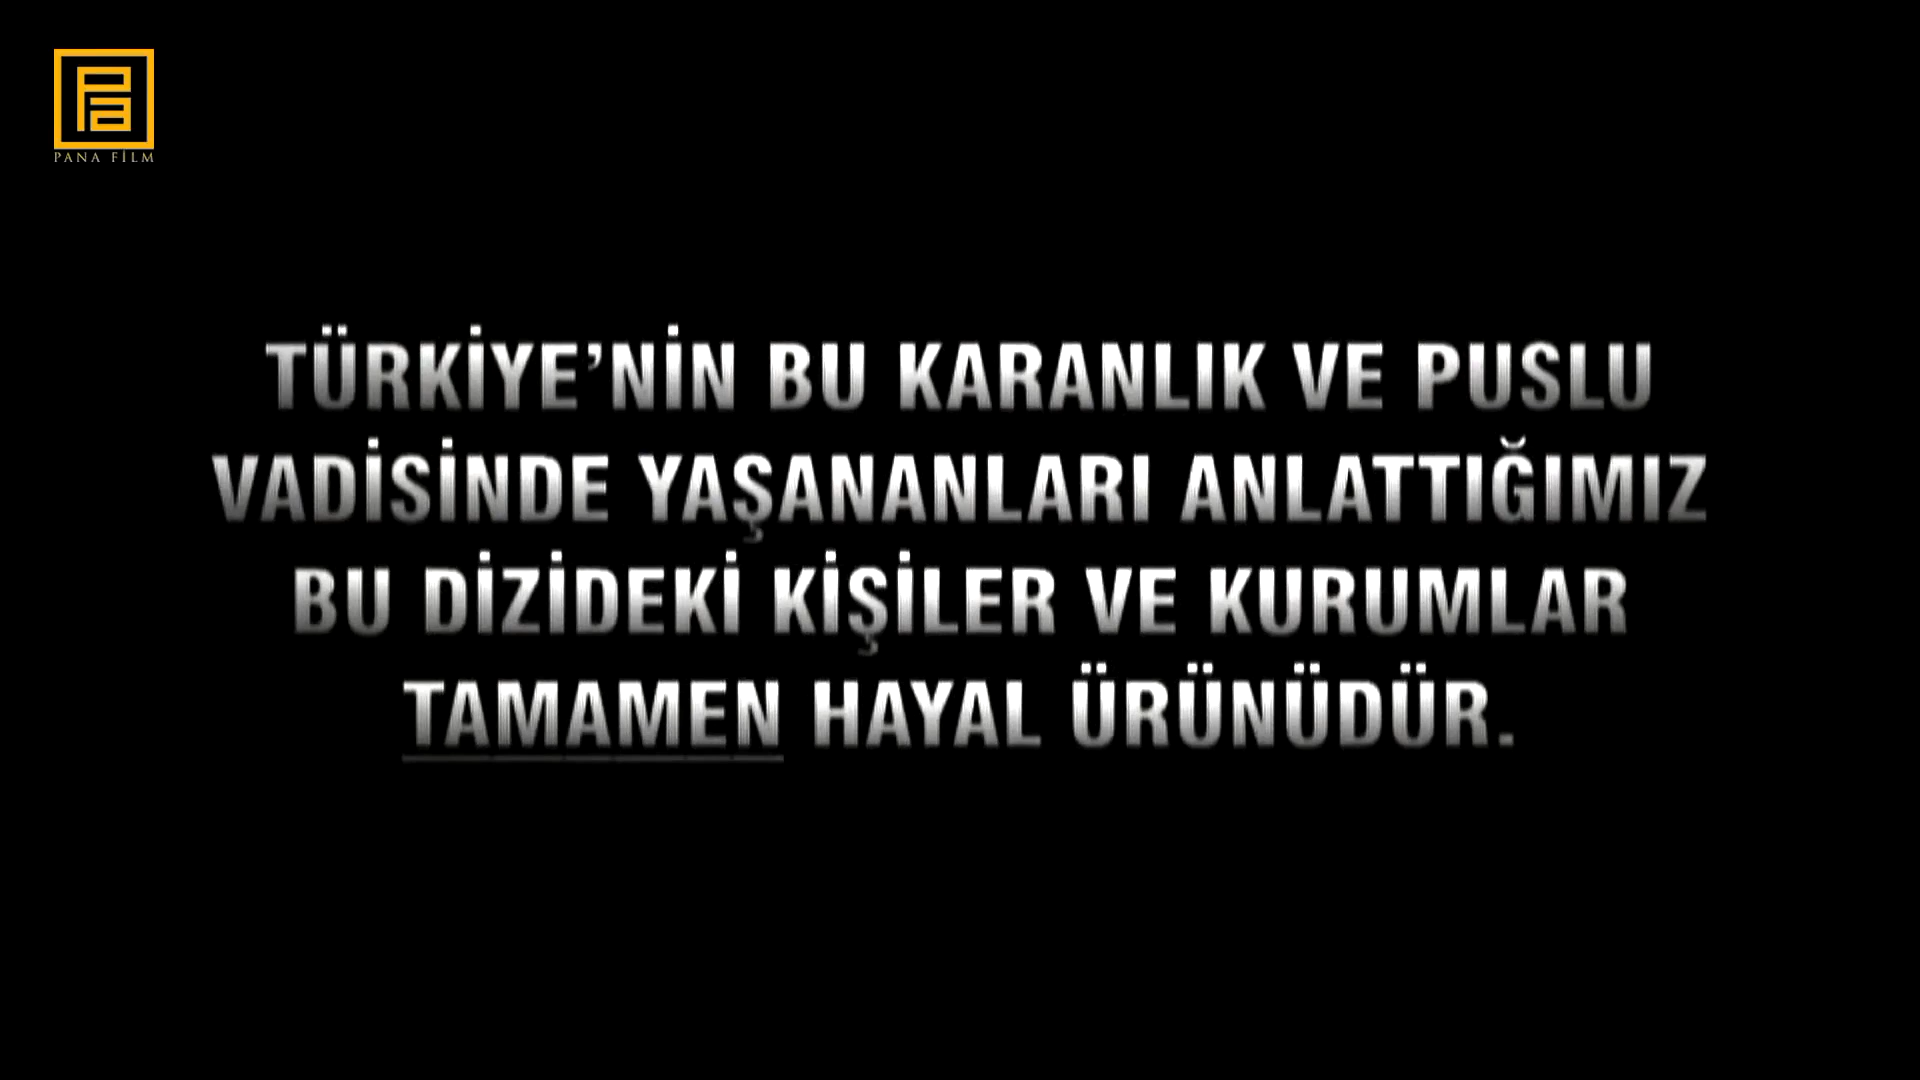 PANA FİLM
TÜRKİYE’NİN BU KARANLIK VE PUSLU
VADİSİNDE YAŞANANLARI ANLATTIĞIMIZ
BU DİZİDEKİ KİŞİLER VE KURUMLAR
TAMAMEN HAYAL ÜRÜNÜDÜR.